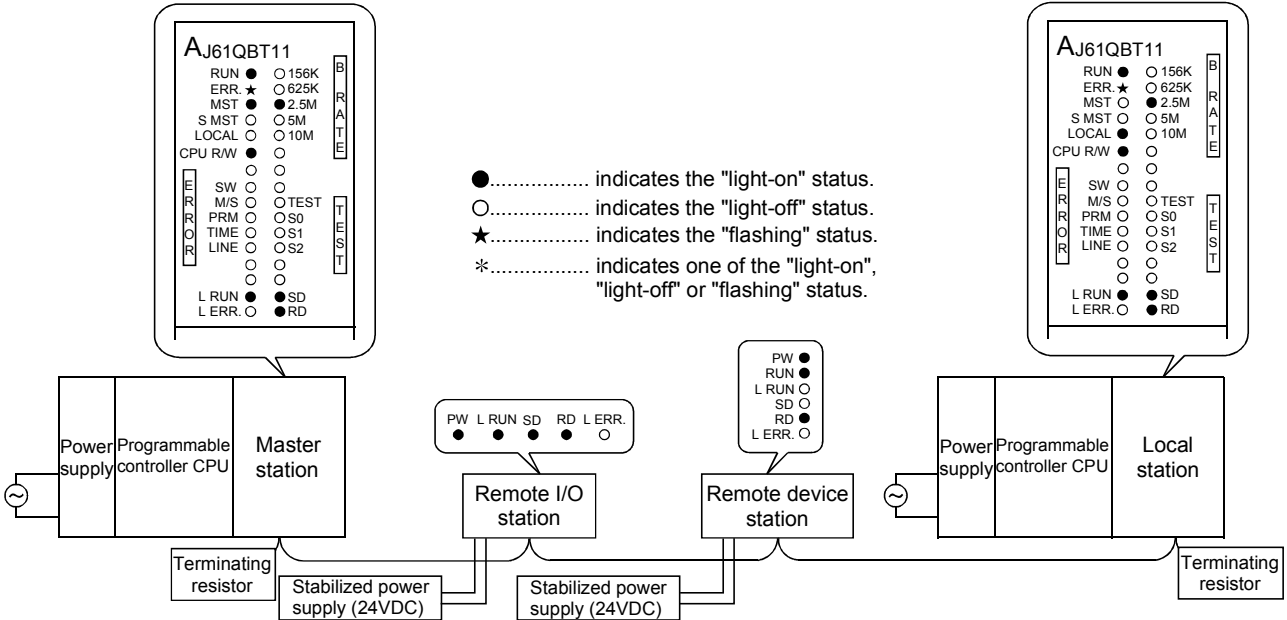 AJ61QBT11
RUN ● ○ 156K
ERR. ★ ○ 625K
MST ● ● 2.5M
S MST ○ ○ 5M
LOCAL ○ ○ 10M
CPU R/W ● ○
B RATE
ERROR
SW ○ ○
M/S ○ ○ TEST
PRM ○ ○ S0
TIME ○ ○ S1
LINE ○ ○ S2
TEST
L RUN ● ● SD
L ERR. ○ ● RD
●................. indicates the "light-on" status.
○................. indicates the "light-off" status.
★................. indicates the "flashing" status.
*................. indicates one of the "light-on",
"light-off" or "flashing" status.
AJ61QBT11
RUN ● ○ 156K
ERR. ★ ○ 625K
MST ○ ● 2.5M
S MST ○ ○ 5M
LOCAL ● ○ 10M
CPU R/W ● ○
B RATE
ERROR
SW ○ ○
M/S ○ ○ TEST
PRM ○ ○ S0
TIME ○ ○ S1
LINE ○ ○ S2
TEST
L RUN ● ● SD
L ERR. ○ ● RD
PW L RUN SD RD L ERR.
● ● ● ● ○
PW ●
RUN ●
L RUN ○
SD ○
RD ●
L ERR. ○
Power
supply
Programmable
controller CPU
Master
station
Remote I/O
station
Remote device
station
Power
supply
Programmable
controller CPU
Local
station
~
~
Terminating
resistor
Stabilized power
supply (24VDC)
Stabilized power
supply (24VDC)
Terminating
resistor